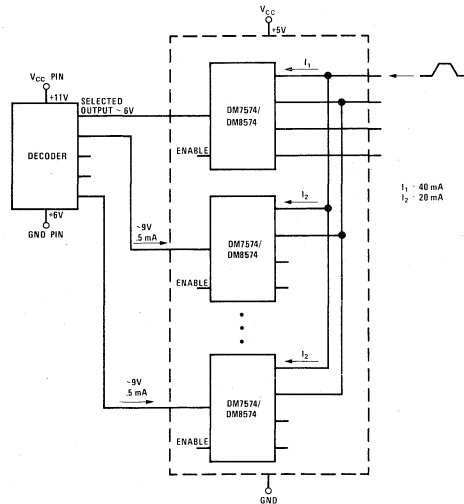 VCC
+5V
VCC PIN
+11V
SELECTED
OUTPUT ~ 6V
DECODER
+6V
GND PIN
I1
DM7574/
DM8574
ENABLE
I1 · 40 mA
I2 · 20 mA
~9V
.5 mA
I2
DM7574/
DM8574
ENABLE
~9V
.5 mA
I2
DM7574/
DM8574
ENABLE
GND